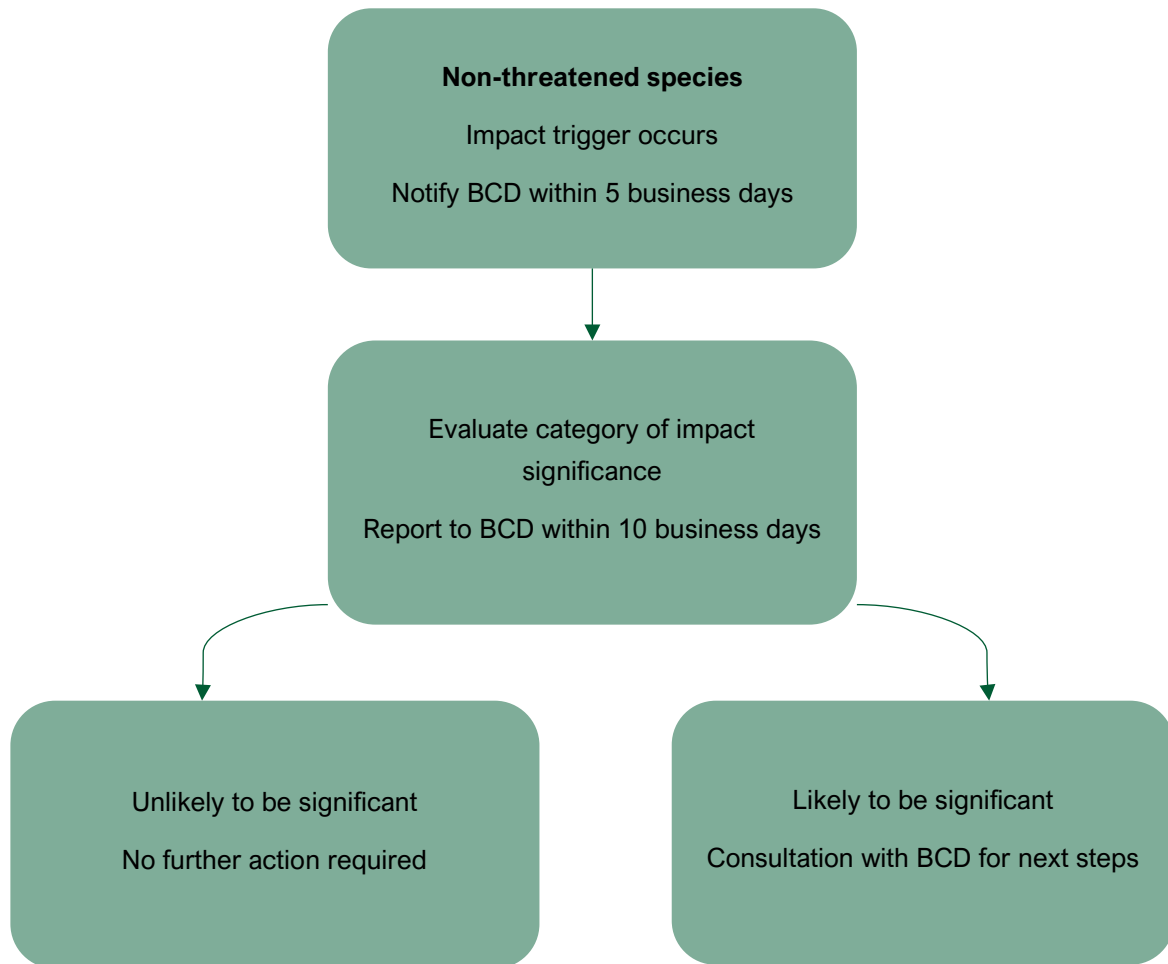 Non-threatened species
Impact trigger occurs
Notify BCD within 5 business days
Evaluate category of impact
significance
Report to BCD within 10 business days
Unlikely to be significant
No further action required
Likely to be significant
Consultation with BCD for next steps